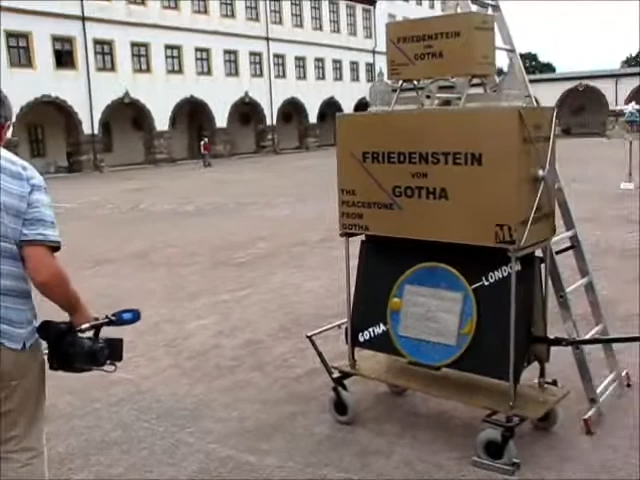 FRIEDENSTEIN
VON
GOTHA
FRIEDENSTEIN
VON
GOTHA
THE
PEACESTONE
FROM
GOTHA
LONDON
GOTHA